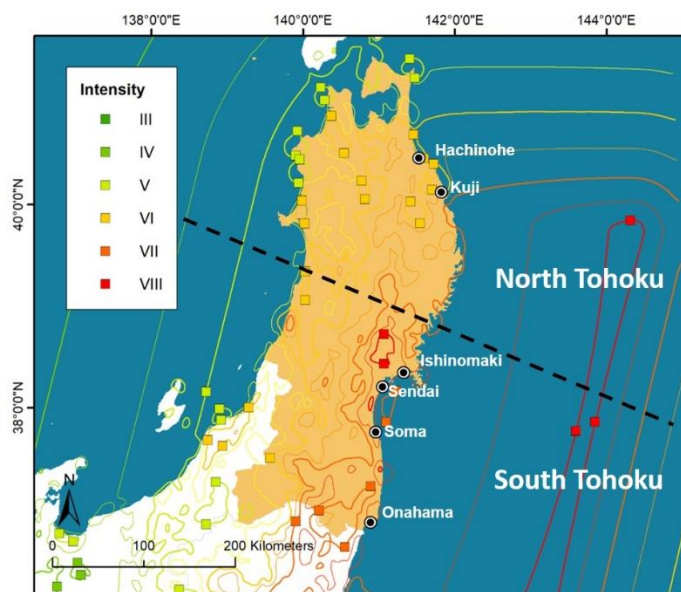 138°0'0"E
140°0'0"E
142°0'0"E
144°0'0"E
Intensity
III
IV
V
VI
VII
VIII
Hachinohe
Kuji
40°0'0"N
North Tohoku
Ishinomaki
Sendai
38°0'0"N
Soma
South Tohoku
N
Onahama
0 100 200 Kilometers